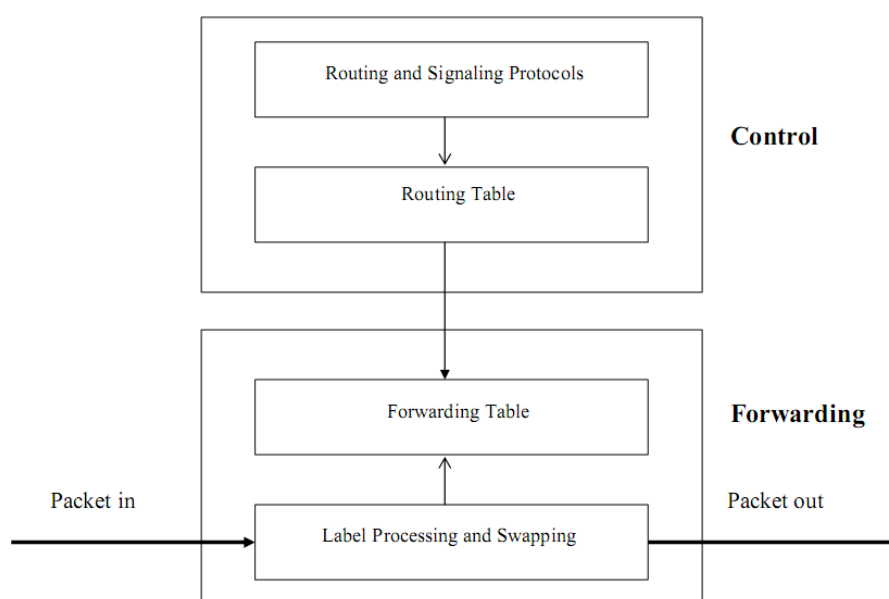 Routing and Signaling Protocols
Control
Routing Table
Forwarding Table
Forwarding
Packet in
Packet out
Label Processing and Swapping